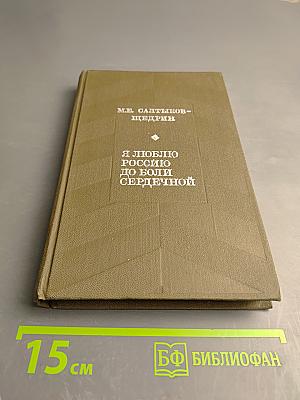 М.Е. САЛТЫКОВ-
ЩЕДРИН
Я ЛЮБЛЮ
РОССИЮ
ДО БОЛИ
СЕРДЕЧНОЙ
15 см
БФ БИБЛИОФАН